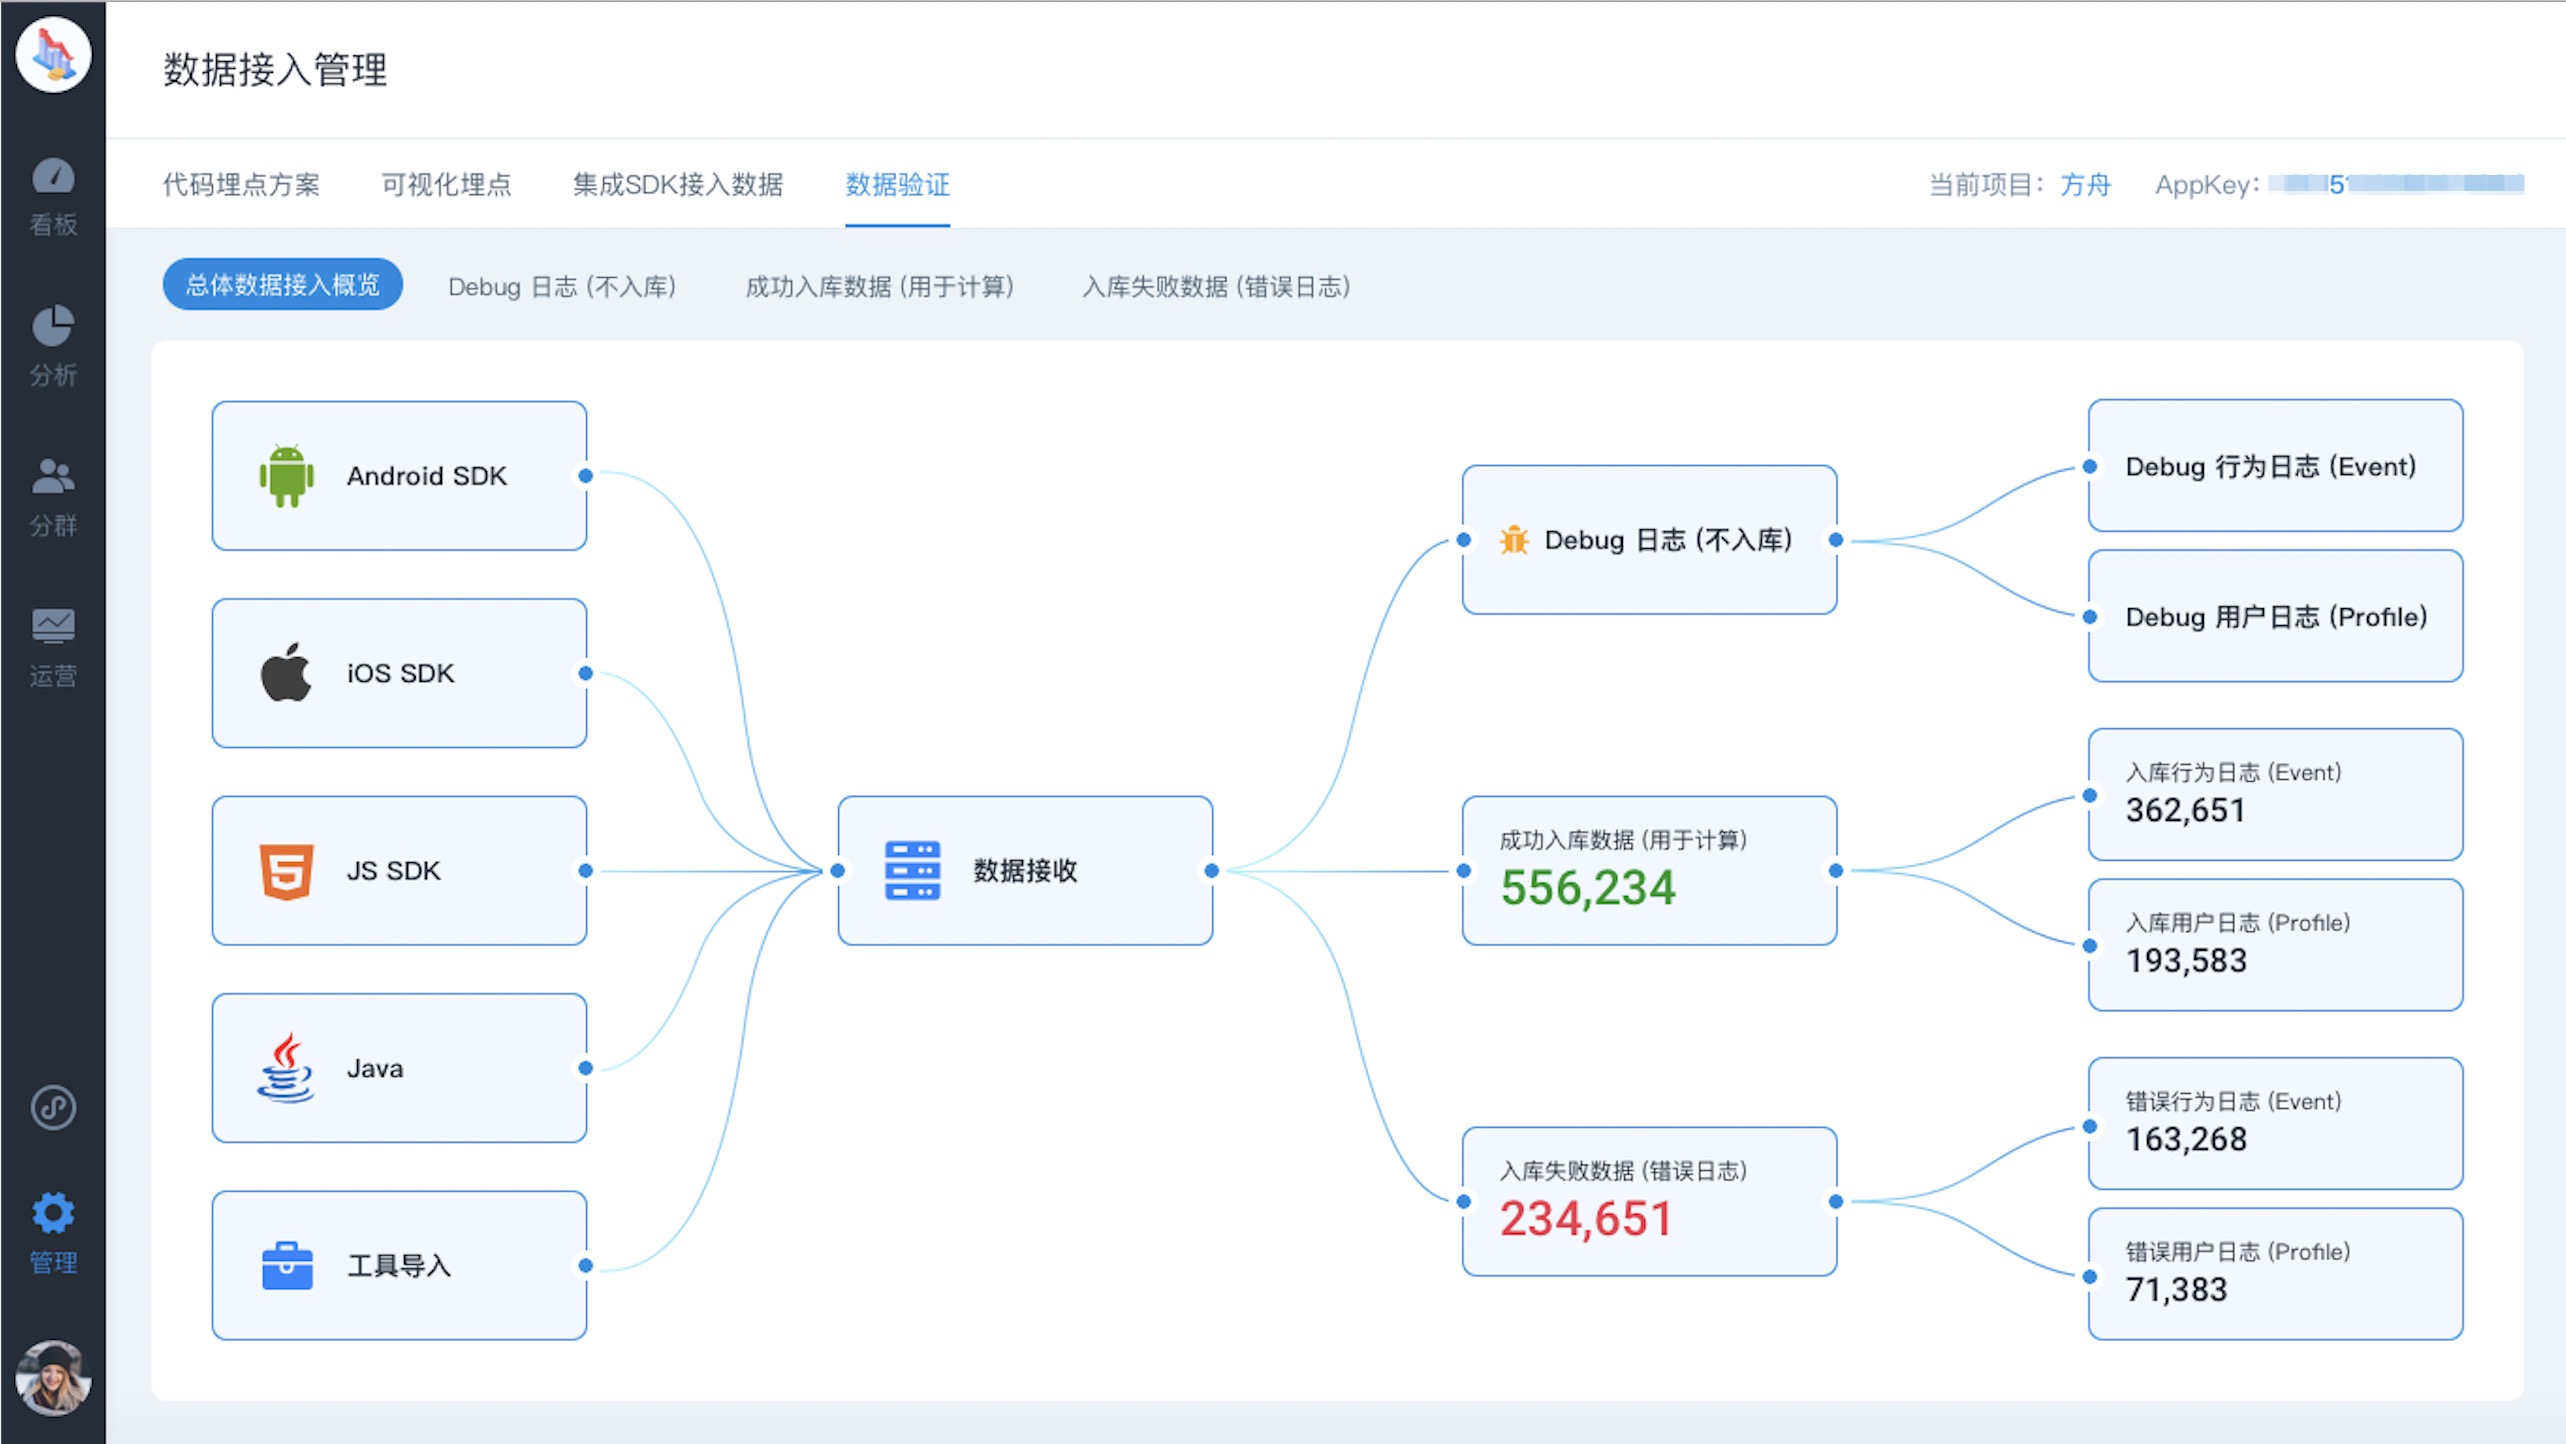 数据接入管理
代码埋点方案
可视化埋点
集成SDK接入数据
数据验证
当前项目：方舟
AppKey：
总体数据接入概览
Debug 日志 (不入库)
成功入库数据 (用于计算)
入库失败数据 (错误日志)
看板
分析
分群
运营
管理
Android SDK
iOS SDK
JS SDK
Java
工具导入
数据接收
Debug 日志 (不入库)
成功入库数据 (用于计算)
556,234
入库失败数据 (错误日志)
234,651
Debug 行为日志 (Event)
Debug 用户日志 (Profile)
入库行为日志 (Event)
362,651
入库用户日志 (Profile)
193,583
错误行为日志 (Event)
163,268
错误用户日志 (Profile)
71,383